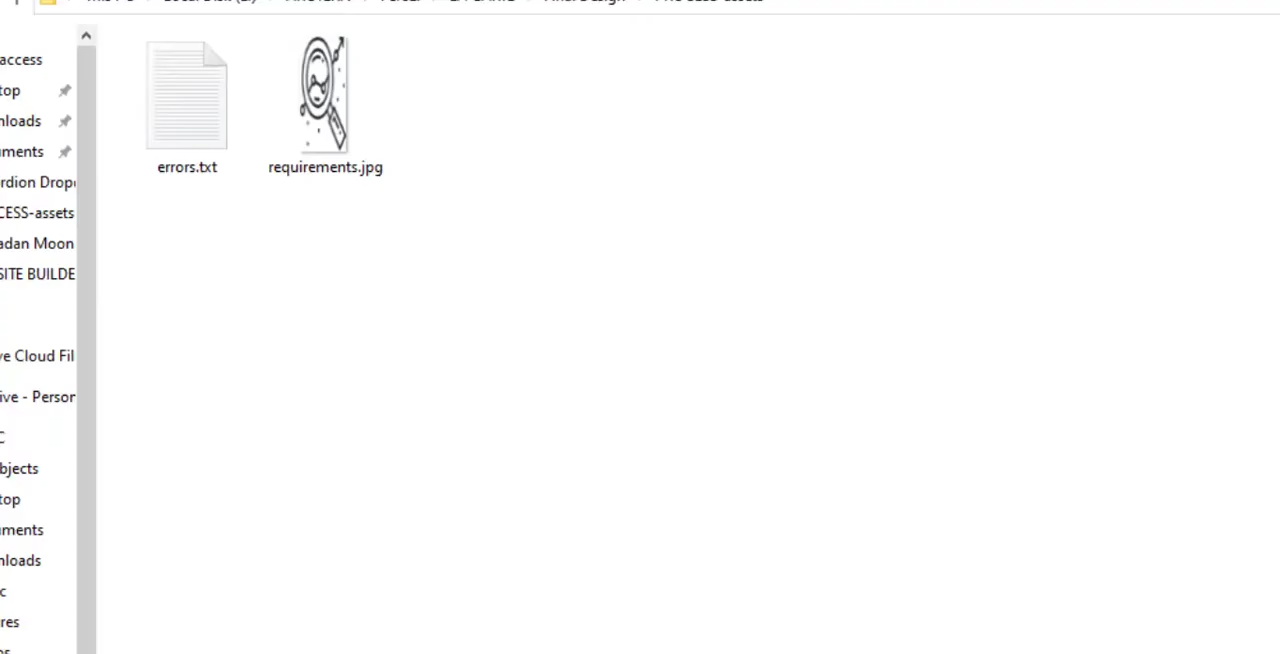 access
top
nloads
uments
rdion Drop
CESS-assets
adan Moon
SITE BUILDE
ve Cloud Fil
ive - Person
C
bjects
top
uments
nloads
c
res
errors.txt
requirements.jpg